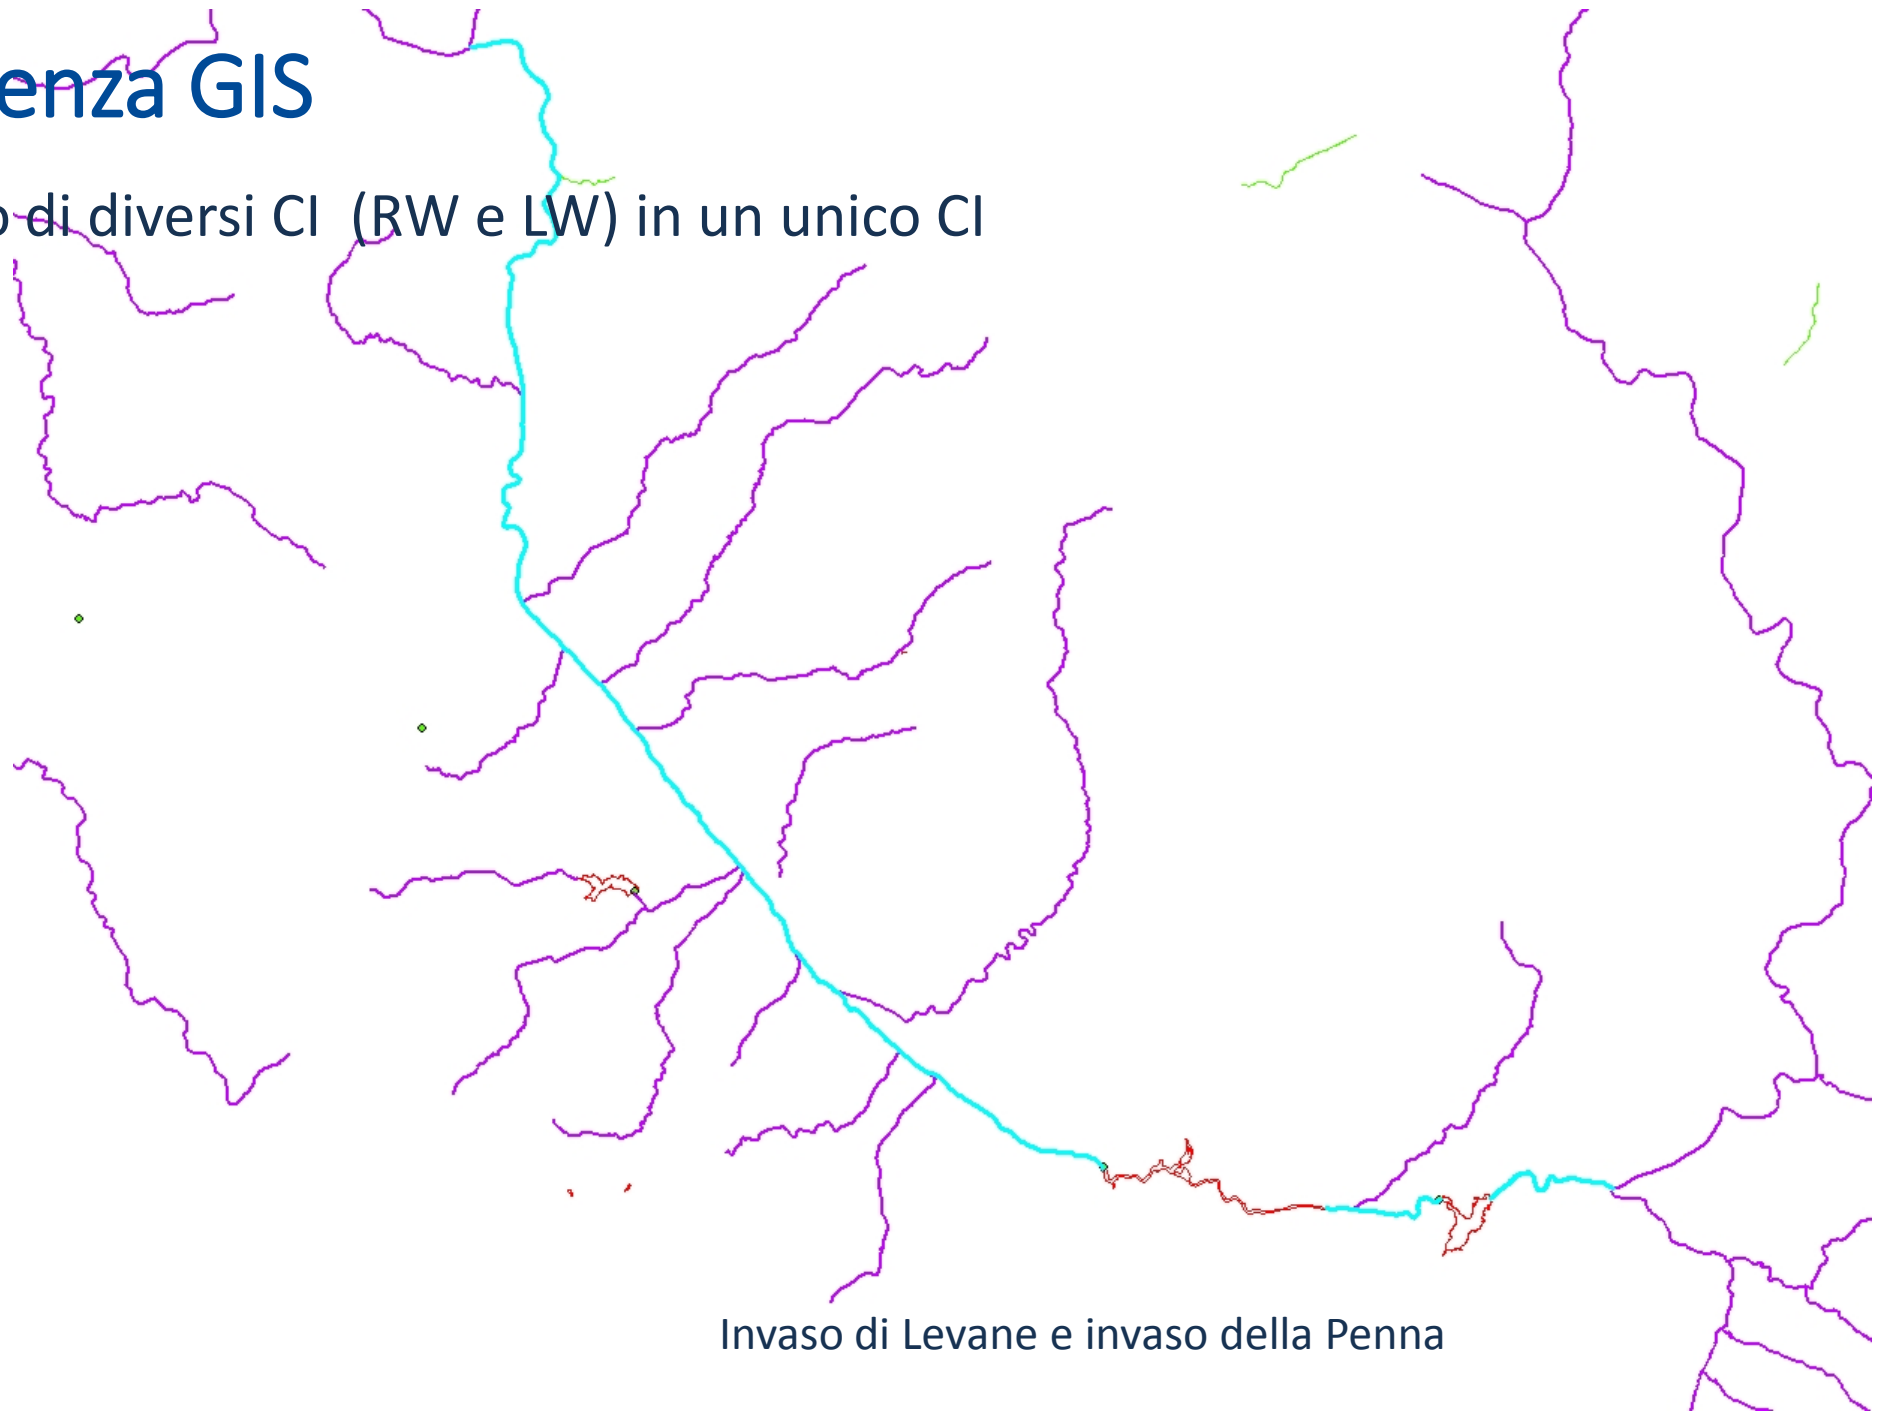 enza GIS
o di diversi CI (RW e LW) in un unico CI
Invaso di Levane e invaso della Penna